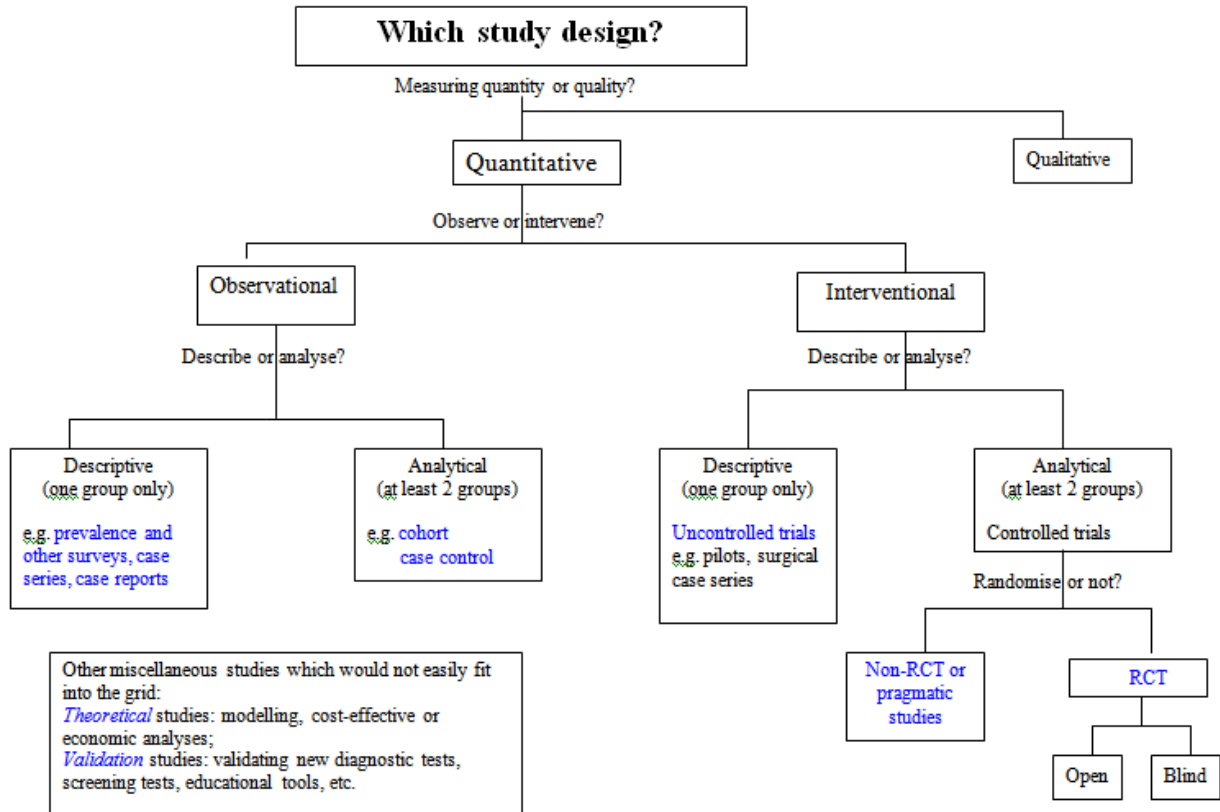 Which study design?
Measuring quantity or quality?
Quantitative
Qualitative
Observe or intervene?
Observational
Interventional
Describe or analyse?
Describe or analyse?
Descriptive
(one group only)
e.g. prevalence and
other surveys, case
series, case reports
Analytical
(at least 2 groups)
e.g. cohort
case control
Descriptive
(one group only)
Uncontrolled trials
e.g. pilots, surgical
case series
Analytical
(at least 2 groups)
Controlled trials
Randomise or not?
Non-RCT or
pragmatic
studies
RCT
Open
Blind
Other miscellaneous studies which would not easily fit
into the grid:
Theoretical studies: modelling, cost-effective or
economic analyses;
Validation studies: validating new diagnostic tests,
screening tests, educational tools, etc.